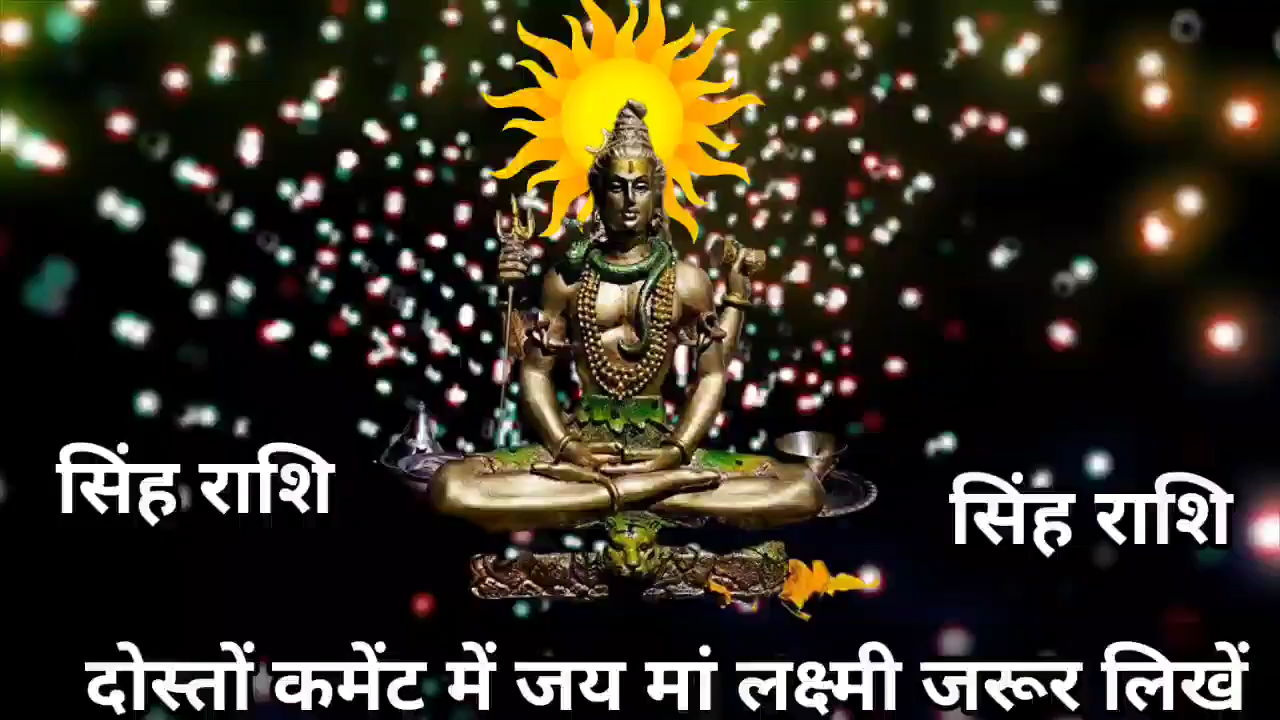 सिंह राशि
सिंह राशि
दोस्तों कमेंट में जय मां लक्ष्मी जरूर लिखें